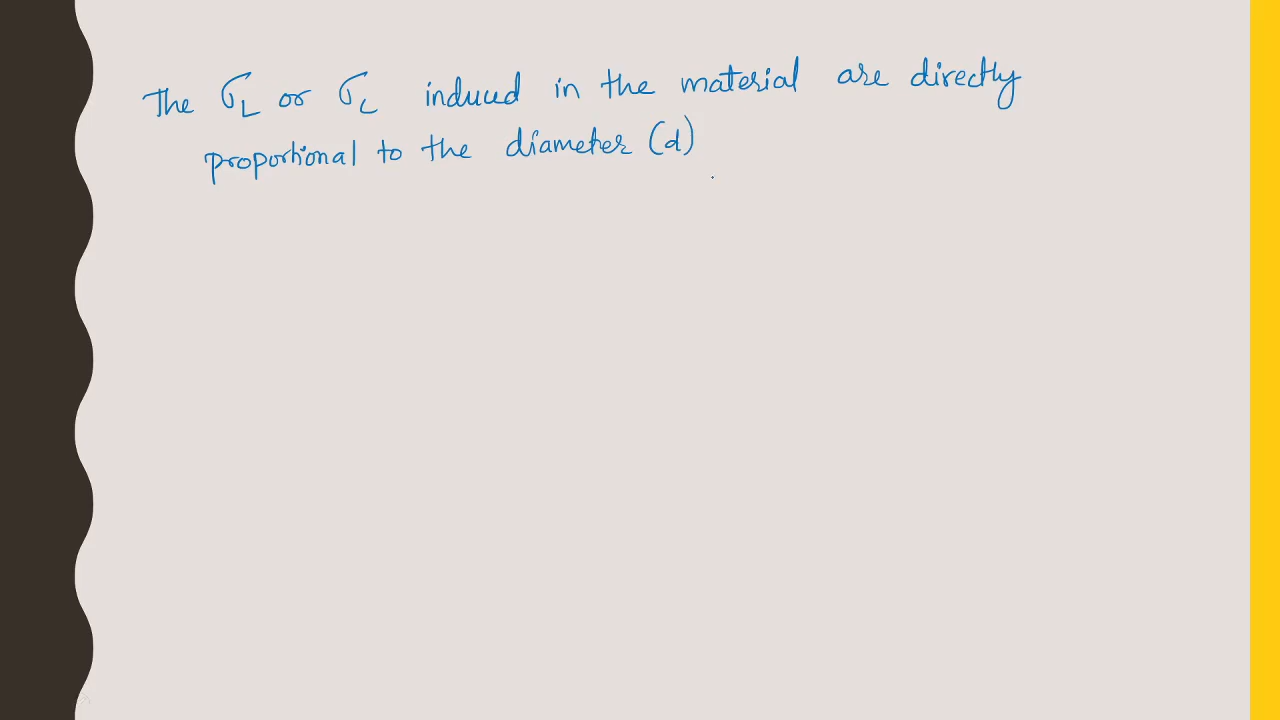 The σL or σc induced in the material are directly
proportional to the diameter (d)